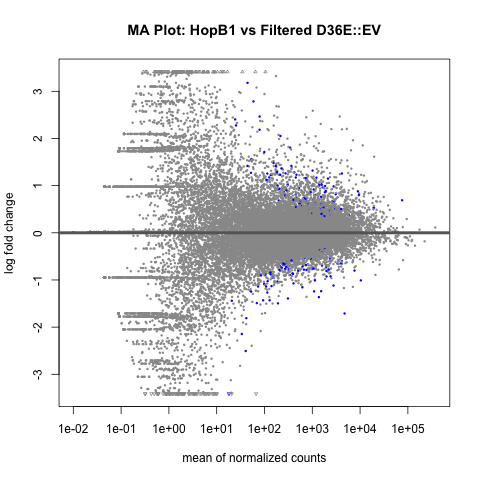 MA Plot: HopB1 vs Filtered D36E::EV
log fold change
3
2
1
0
-1
-2
-3
1e-02 1e-01 1e+00 1e+01 1e+02 1e+03 1e+04 1e+05
mean of normalized counts